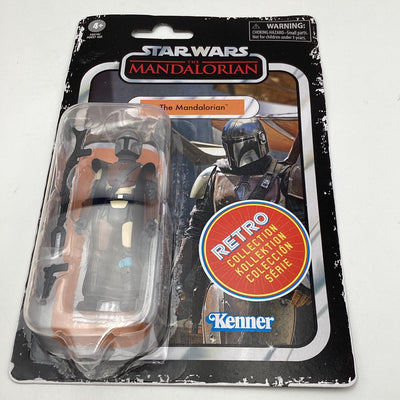 4+
WARNING:
CHOKING HAZARD - Small parts.
Not for children under 3 years.
STAR WARS
THE
MANDALORIAN
The Mandalorian
RETRO
COLLECTION
KOLLEKTION
COLECCIÓN
SÉRIE
Kenner